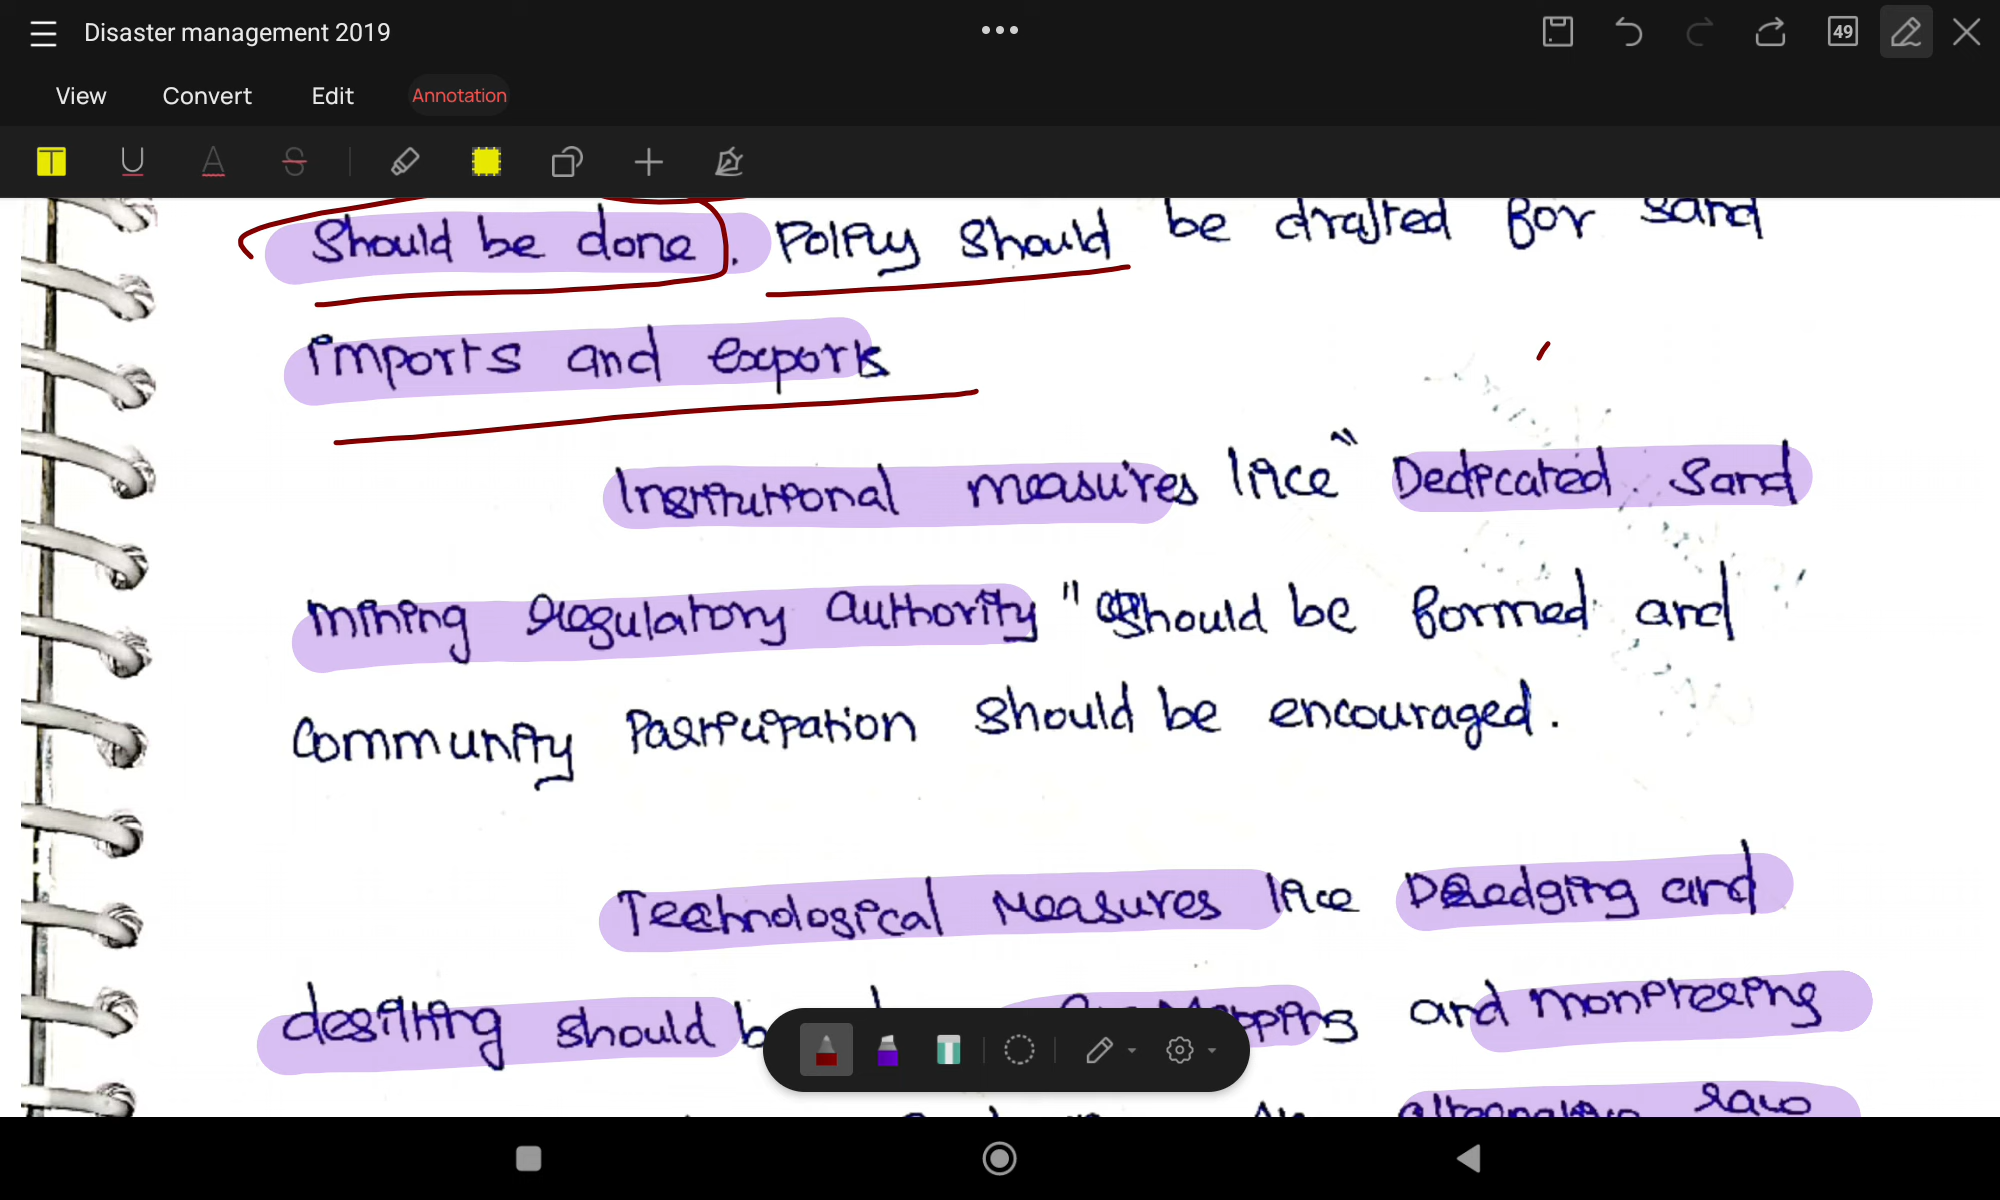 Disaster management 2019
49
View Convert Edit Annotation
T U A S
Should be done. Policy should be drafted for sand
imports and exports
Institutional measures like "Dedicated Sand
mining regulatory authority" should be formed and
community Participation should be encouraged.
Technological Measures like Dredging and
desilting should and monitoring
alternative raw